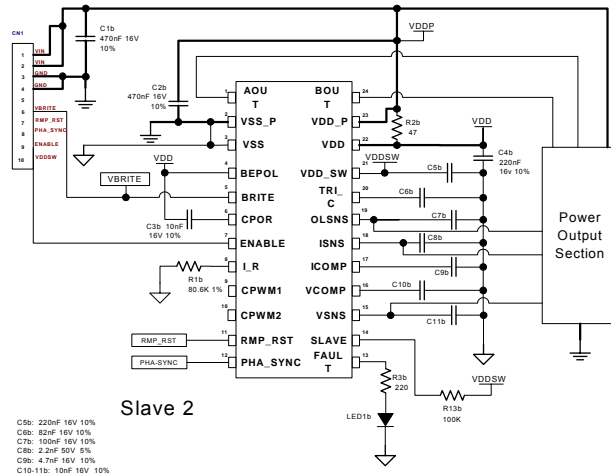 CN1
1 VIN
2 VIN
3 GND
4 GND
5
6 VBRITE
7 RMP_RST
8 PHA_SYNC
9 ENABLE
10 VDDSW
C1b
470nF 16V
10%
C2b
470nF 16V
10%
VDDP
R2b
47
VDD
C4b
220nF
16v 10%
VDD
VBRITE
C3b 10nF
16V 10%
R1b
80.6K 1%
RMP_RST
PHA-SYNC
1 AOU
T
2 VSS_P
3 VSS
4 BEPOL
5 BRITE
6 CPOR
7 ENABLE
8 I_R
9 CPWM1
10 CPWM2
11 RMP_RST
12 PHA_SYNC
BOU 24
T
VDD_P 23
VDD 22
VDD_SW 21
TRI_ 20
C
OLSNS 19
ISNS 18
ICOMP 17
VCOMP 16
VSNS 15
SLAVE 14
FAUL 13
T
VDDSW
C5b
C6b
C7b
C8b
C9b
C10b
C11b
Power
Output
Section
R3b
220
LED1b
VDDSW
R13b
100K
Slave 2
C5b: 220nF 16V 10%
C6b: 82nF 16V 10%
C7b: 100nF 16V 10%
C8b: 2.2nF 50V 5%
C9b: 4.7nF 16V 10%
C10-11b: 10nF 16V 10%